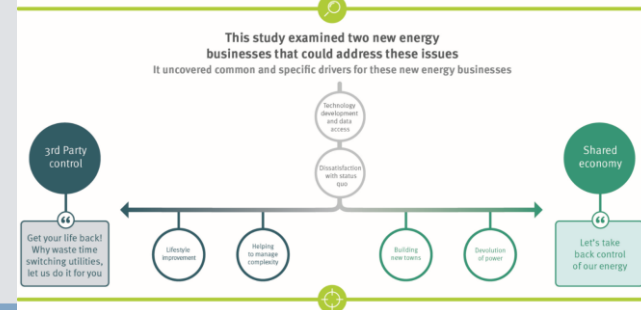 This study examined two new energy
businesses that could address these issues
It uncovered common and specific drivers for these new energy businesses
Technology
development
and data
access
Dissatisfaction
with status
quo
3rd Party
control
Shared
economy
“
Get your life back!
Why waste time
switching utilities,
let us do it for you
Lifestyle
improvement
Helping
to manage
complexity
Building
new towns
Devolution
of power
“
Let's take
back control
of our energy